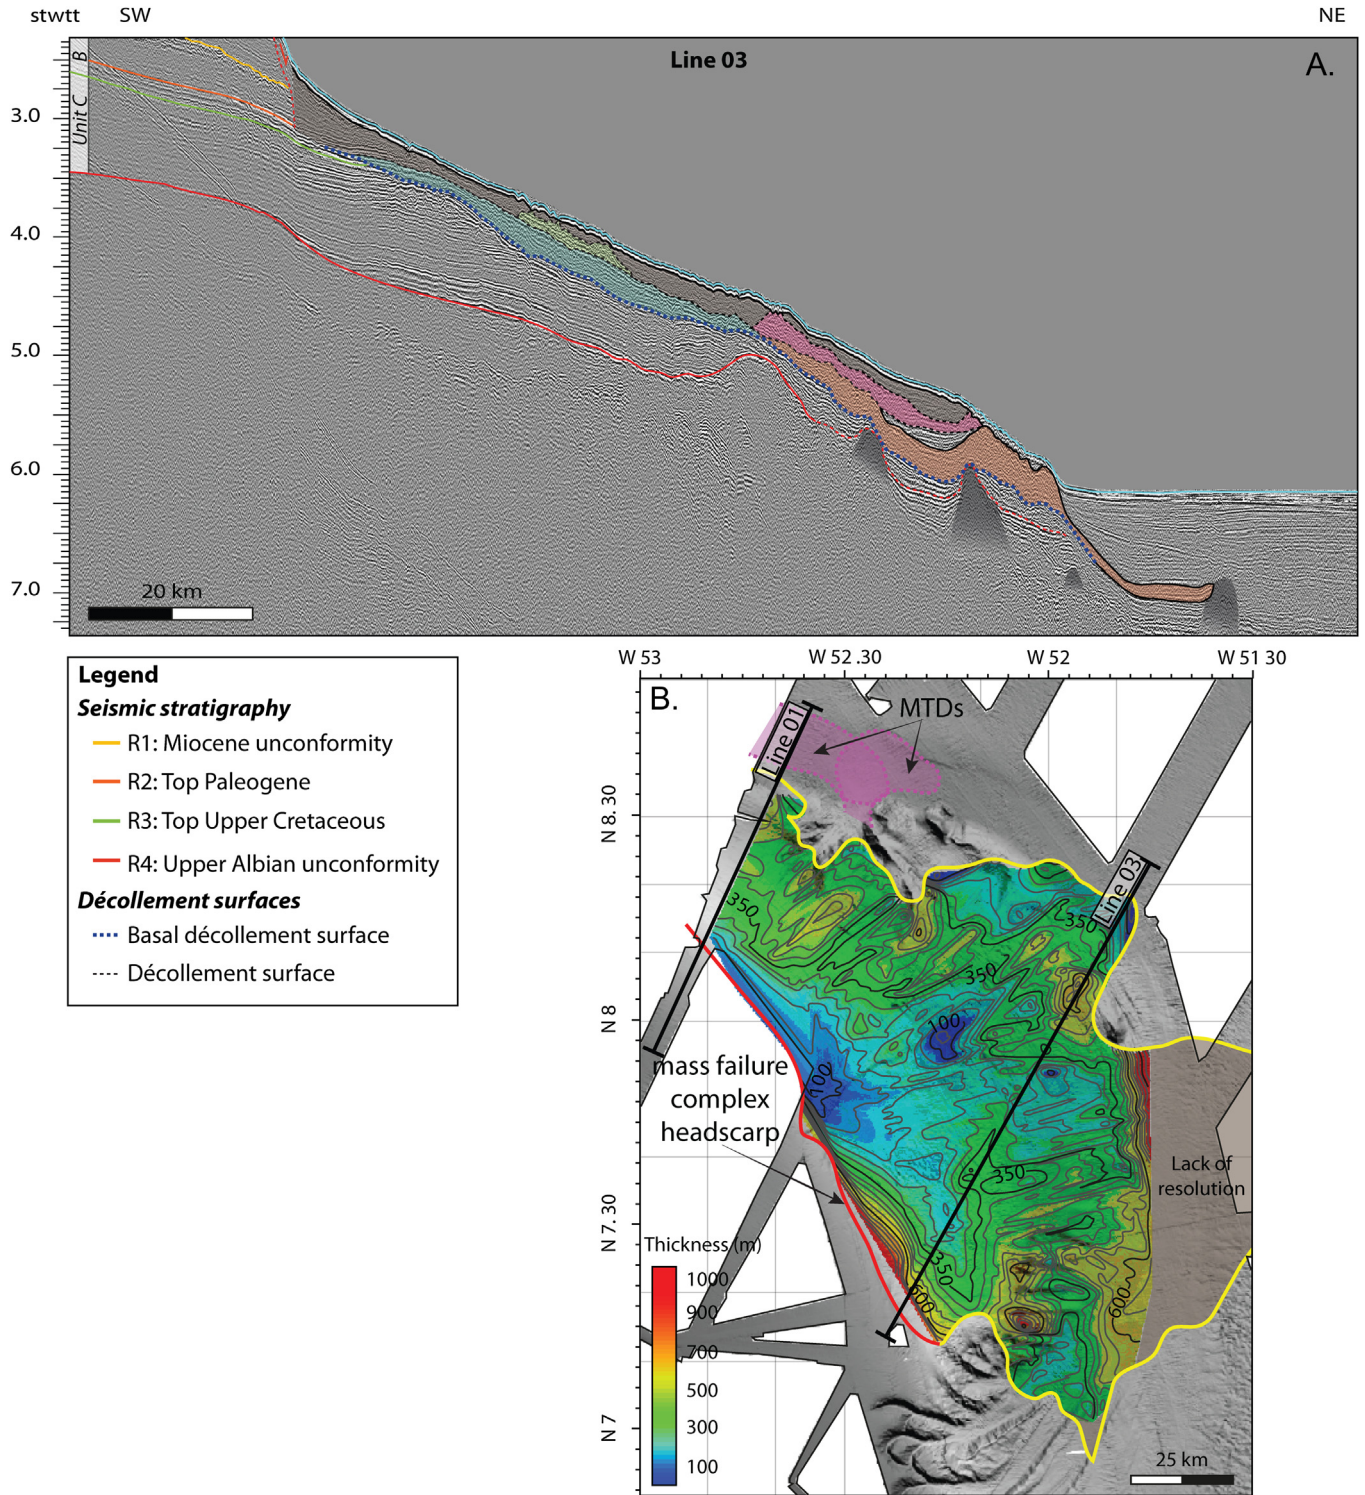 stwtt
SW
NE
Line 03
A.
B
Unit C
3.0
4.0
5.0
6.0
7.0
20 km
Legend
Seismic stratigraphy
R1: Miocene unconformity
R2: Top Paleogene
R3: Top Upper Cretaceous
R4: Upper Albian unconformity
Décollement surfaces
Basal décollement surface
Décollement surface
W 53
W 52.30
W 52
W 51 30
B.
MTDs
Line 01
Line 03
N 8.30
N 8
N 7.30
N 7
350
350
350
100
100
0
350
350
600
600
mass failure
complex
headscarp
Lack of
resolution
Thickness (m)
1000
900
700
500
300
100
25 km